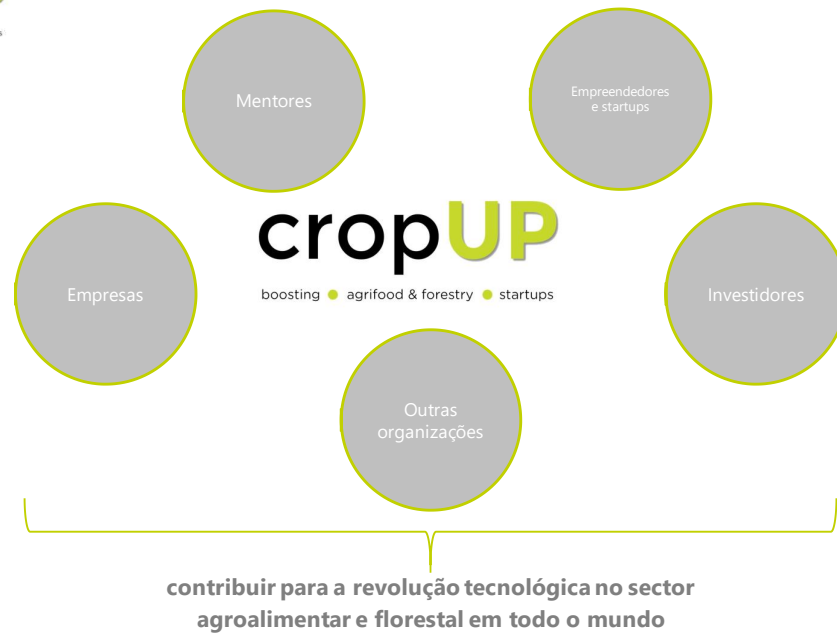 Mentores
Empreendedores
e startups
cropUP
boosting ● agrifood & forestry ● startups
Empresas
Investidores
Outras
organizações
contribuir para a revolução tecnológica no sector
agroalimentar e florestal em todo o mundo